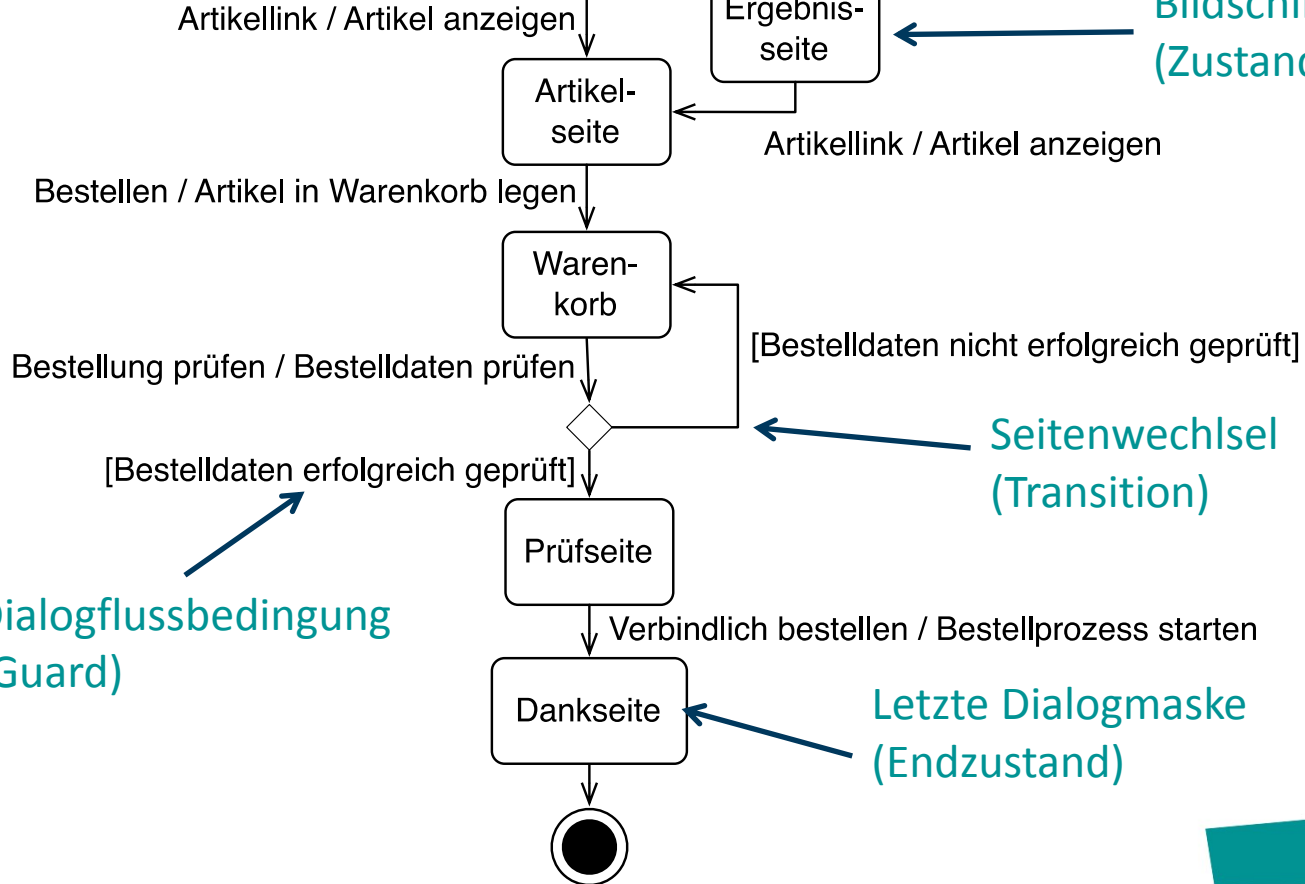 Artikellink / Artikel anzeigen
Ergebnis-
seite
(Zustand
Artikel-
seite
Artikellink / Artikel anzeigen
Bestellen / Artikel in Warenkorb legen
Waren-
korb
[Bestelldaten nicht erfolgreich geprüft]
Bestellung prüfen / Bestelldaten prüfen
Seitenwechlsel
(Transition)
[Bestelldaten erfolgreich geprüft]
Prüfseite
Dialogflussbedingung
Guard)
Verbindlich bestellen / Bestellprozess starten
Dankseite
Letzte Dialogmaske
(Endzustand)